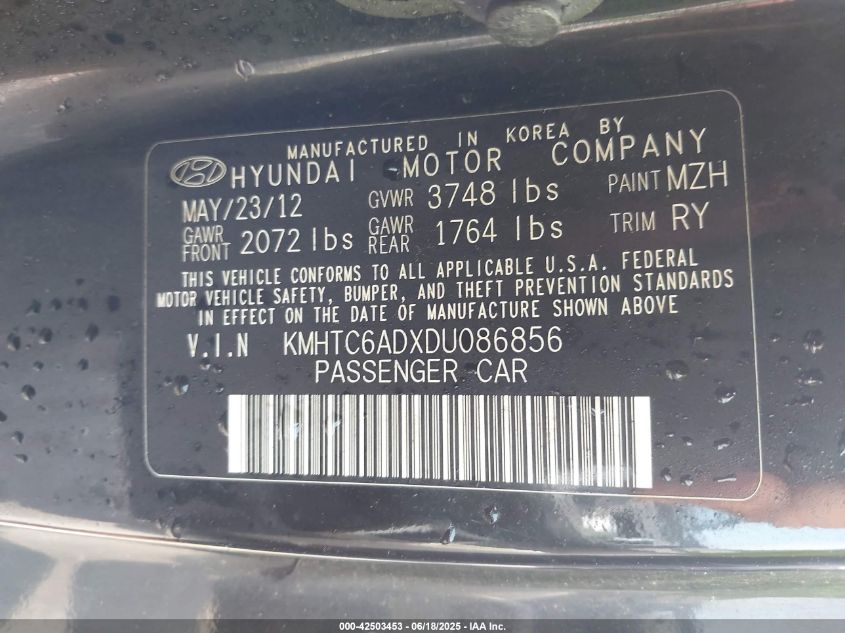 MANUFACTURED IN KOREA BY
HYUNDAI MOTOR COMPANY
MAY/23/12 GVWR 3748 lbs PAINT MZH
GAWR FRONT 2072 lbs GAWR REAR 1764 lbs TRIM RY
THIS VEHICLE CONFORMS TO ALL APPLICABLE U.S.A. FEDERAL
MOTOR VEHICLE SAFETY, BUMPER, AND THEFT PREVENTION STANDARDS
IN EFFECT ON THE DATE OF MANUFACTURE SHOWN ABOVE
V.I.N KMHTC6ADXDU086856
PASSENGER CAR
000-42503453 - 06/18/2025 - IAA Inc.